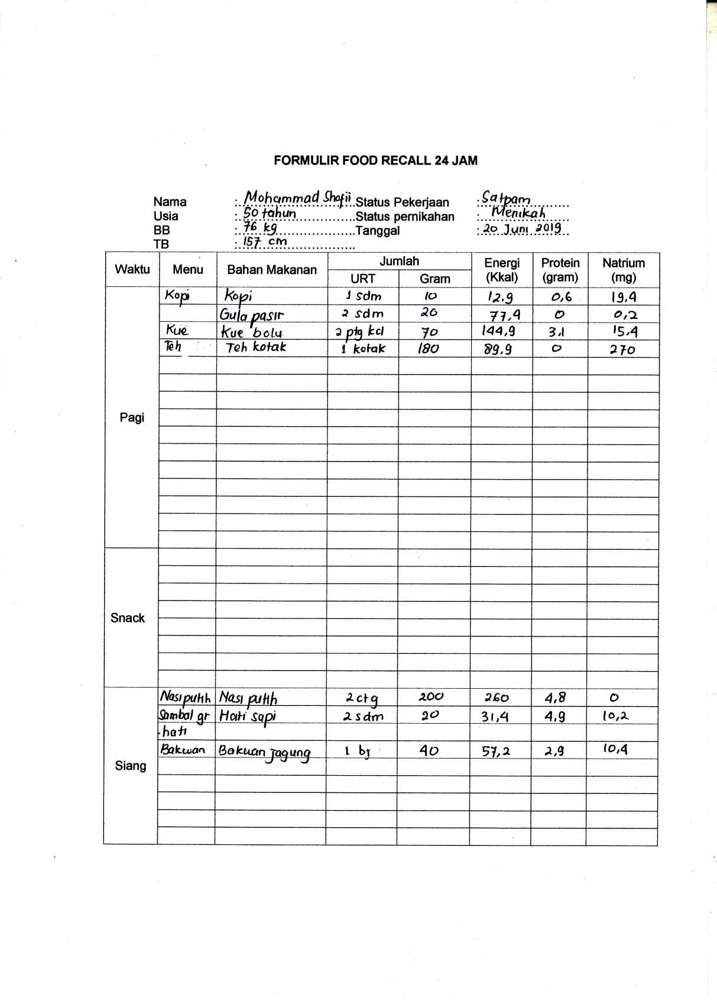 FORMULIR FOOD RECALL 24 JAM
Nama : Mohammad Shafii Status Pekerjaan : Satpam
Usia : 50 tahun Status pernikahan : Menikah
BB : 76 kg Tanggal : 20 Juni 2019
TB : 157 cm
Waktu Menu Bahan Makanan Jumlah Energi (Kkal) Protein (gram) Natrium (mg)
URT Gram
Kopi Kopi 1 sdm 10 12,9 0,6 19,4
Gula pasir 2 sdm 20 77,4 0 0,2
Kue Kue bolu 2 ptg kcl 70 144,9 3,1 15,4
Teh Teh kotak 1 kotak 180 89,9 0 270
Pagi
Snack
Nasi putih Nasi putih 2 ctg 200 260 4,8 0
Sambal gr Hati sapi 2 sdm 20 31,4 4,9 10,2
hati
Bakwan Bakuan jagung 1 bj 40 57,2 2,9 10,4
Siang